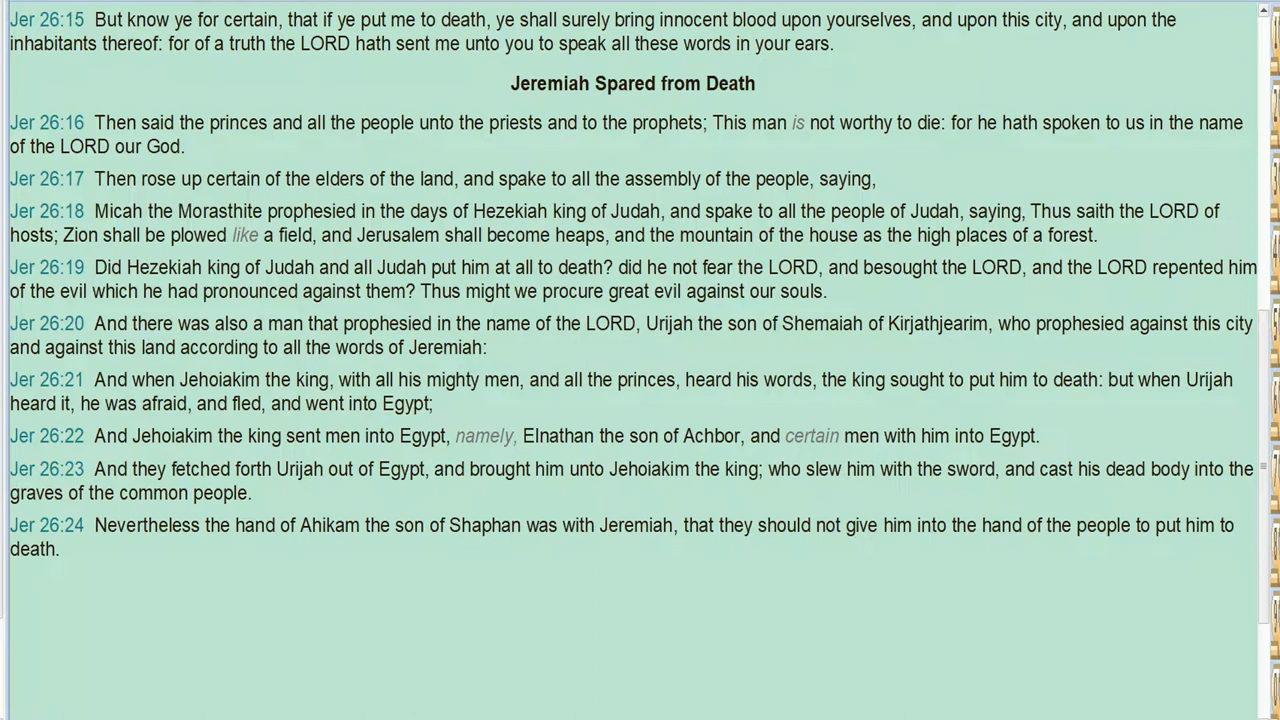 Jer 26:15 But know ye for certain, that if ye put me to death, ye shall surely bring innocent blood upon yourselves, and upon this city, and upon the
inhabitants thereof: for of a truth the LORD hath sent me unto you to speak all these words in your ears.
Jeremiah Spared from Death
Jer 26:16 Then said the princes and all the people unto the priests and to the prophets; This man is not worthy to die: for he hath spoken to us in the name
of the LORD our God.
Jer 26:17 Then rose up certain of the elders of the land, and spake to all the assembly of the people, saying,
Jer 26:18 Micah the Morasthite prophesied in the days of Hezekiah king of Judah, and spake to all the people of Judah, saying, Thus saith the LORD of
hosts; Zion shall be plowed like a field, and Jerusalem shall become heaps, and the mountain of the house as the high places of a forest.
Jer 26:19 Did Hezekiah king of Judah and all Judah put him at all to death? did he not fear the LORD, and besought the LORD, and the LORD repented him
of the evil which he had pronounced against them? Thus might we procure great evil against our souls.
Jer 26:20 And there was also a man that prophesied in the name of the LORD, Urijah the son of Shemaiah of Kirjathjearim, who prophesied against this city
and against this land according to all the words of Jeremiah:
Jer 26:21 And when Jehoiakim the king, with all his mighty men, and all the princes, heard his words, the king sought to put him to death: but when Urijah
heard it, he was afraid, and fled, and went into Egypt;
Jer 26:22 And Jehoiakim the king sent men into Egypt, namely, Elnathan the son of Achbor, and certain men with him into Egypt.
Jer 26:23 And they fetched forth Urijah out of Egypt, and brought him unto Jehoiakim the king; who slew him with the sword, and cast his dead body into the
graves of the common people.
Jer 26:24 Nevertheless the hand of Ahikam the son of Shaphan was with Jeremiah, that they should not give him into the hand of the people to put him to
death.